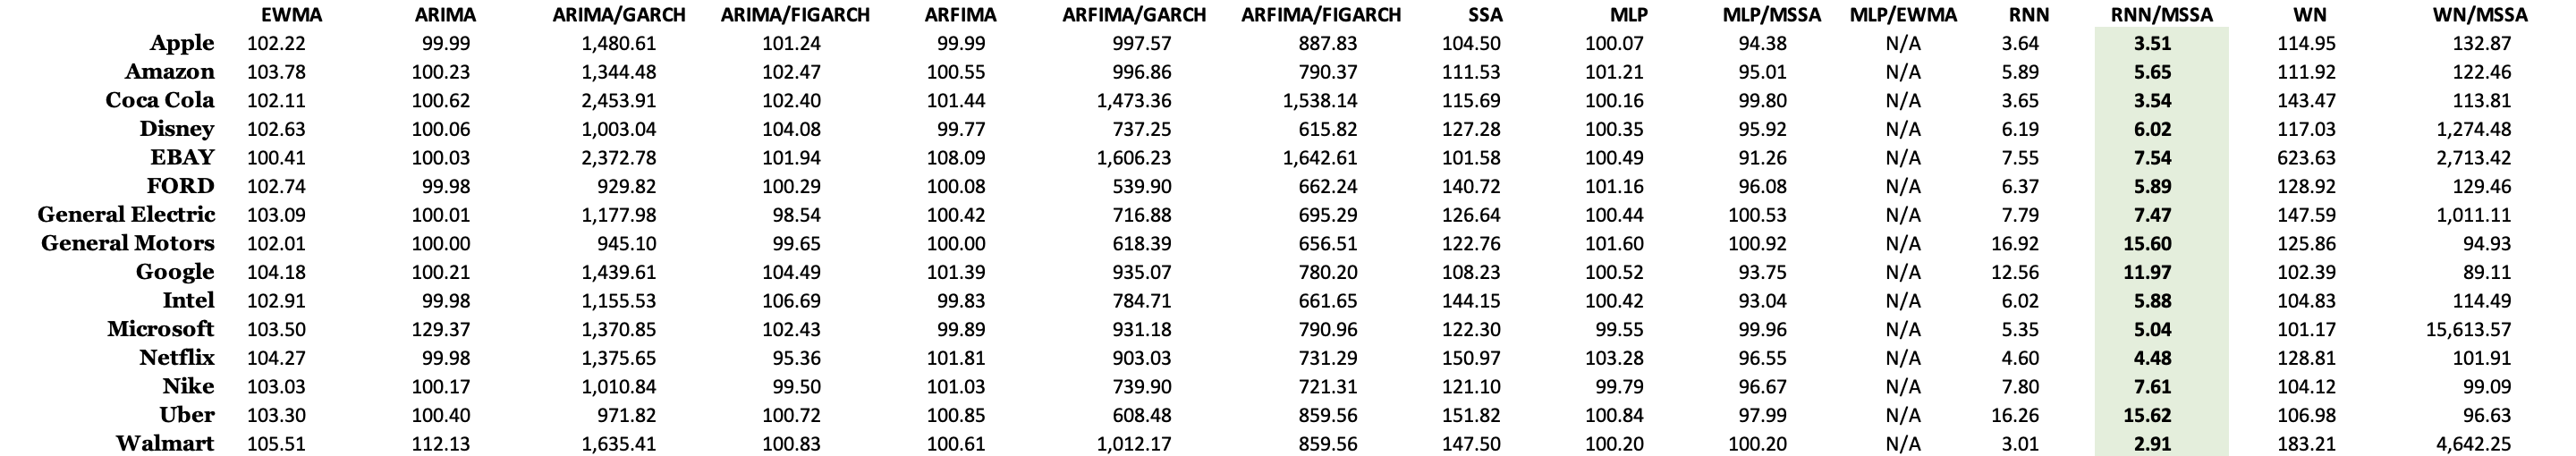 EWMA ARIMA ARIMA/GARCH ARIMA/FIGARCH ARFIMA ARFIMA/GARCH ARFIMA/FIGARCH SSA MLP MLP/MSSA MLP/EWMA RNN RNN/MSSA WN WN/MSSA
Apple 102.22 99.99 1,480.61 101.24 99.99 997.57 887.83 104.50 100.07 94.38 N/A 3.64 3.51 114.95 132.87
Amazon 103.78 100.23 1,344.48 102.47 100.55 996.86 790.37 111.53 101.21 95.01 N/A 5.89 5.65 111.92 122.46
Coca Cola 102.11 100.62 2,453.91 102.40 101.44 1,473.36 1,538.14 115.69 100.16 99.80 N/A 3.65 3.54 143.47 113.81
Disney 102.63 100.06 1,003.04 104.08 99.77 737.25 615.82 127.28 100.35 95.92 N/A 6.19 6.02 117.03 1,274.48
EBAY 100.41 100.03 2,372.78 101.94 108.09 1,606.23 1,642.61 101.58 100.49 91.26 N/A 7.55 7.54 623.63 2,713.42
FORD 102.74 99.98 929.82 100.29 100.08 539.90 662.24 140.72 101.16 96.08 N/A 6.37 5.89 128.92 129.46
General Electric 103.09 100.01 1,177.98 98.54 100.42 716.88 695.29 126.64 100.44 100.53 N/A 7.79 7.47 147.59 1,011.11
General Motors 102.01 100.00 945.10 99.65 100.00 618.39 656.51 122.76 101.60 100.92 N/A 16.92 15.60 125.86 94.93
Google 104.18 100.21 1,439.61 104.49 101.39 935.07 780.20 108.23 100.52 93.75 N/A 12.56 11.97 102.39 89.11
Intel 102.91 99.98 1,155.53 106.69 99.83 784.71 661.65 144.15 100.42 93.04 N/A 6.02 5.88 104.83 114.49
Microsoft 103.50 129.37 1,370.85 102.43 99.89 931.18 790.96 122.30 99.55 99.96 N/A 5.35 5.04 101.17 15,613.57
Netflix 104.27 99.98 1,375.65 95.36 101.81 903.03 731.29 150.97 103.28 96.55 N/A 4.60 4.48 128.81 101.91
Nike 103.03 100.17 1,010.84 99.50 101.03 739.90 721.31 121.10 99.79 96.67 N/A 7.80 7.61 104.12 99.09
Uber 103.30 100.40 971.82 100.72 100.85 608.48 859.56 151.82 100.84 97.99 N/A 16.26 15.62 106.98 96.63
Walmart 105.51 112.13 1,635.41 100.83 100.61 1,012.17 859.56 147.50 100.20 100.20 N/A 3.01 2.91 183.21 4,642.25